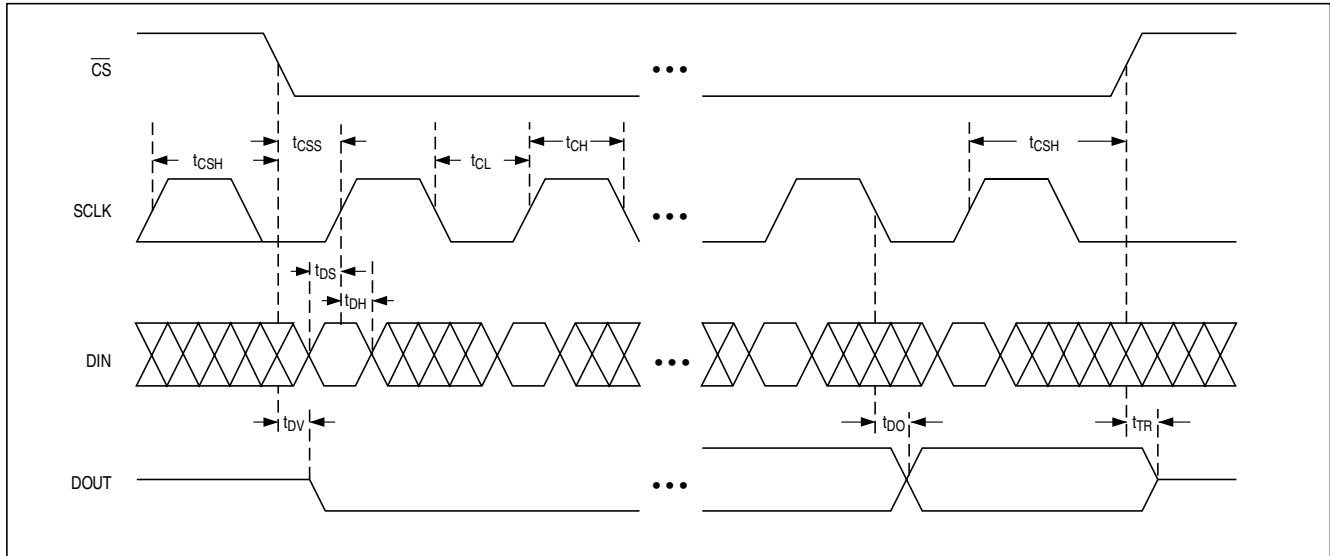 CS
•••
tCSH
tCSS
tCL
tCH
tCSH
SCLK
•••
tDS
tDH
DIN
•••
tDV
tDO
tTR
DOUT
•••